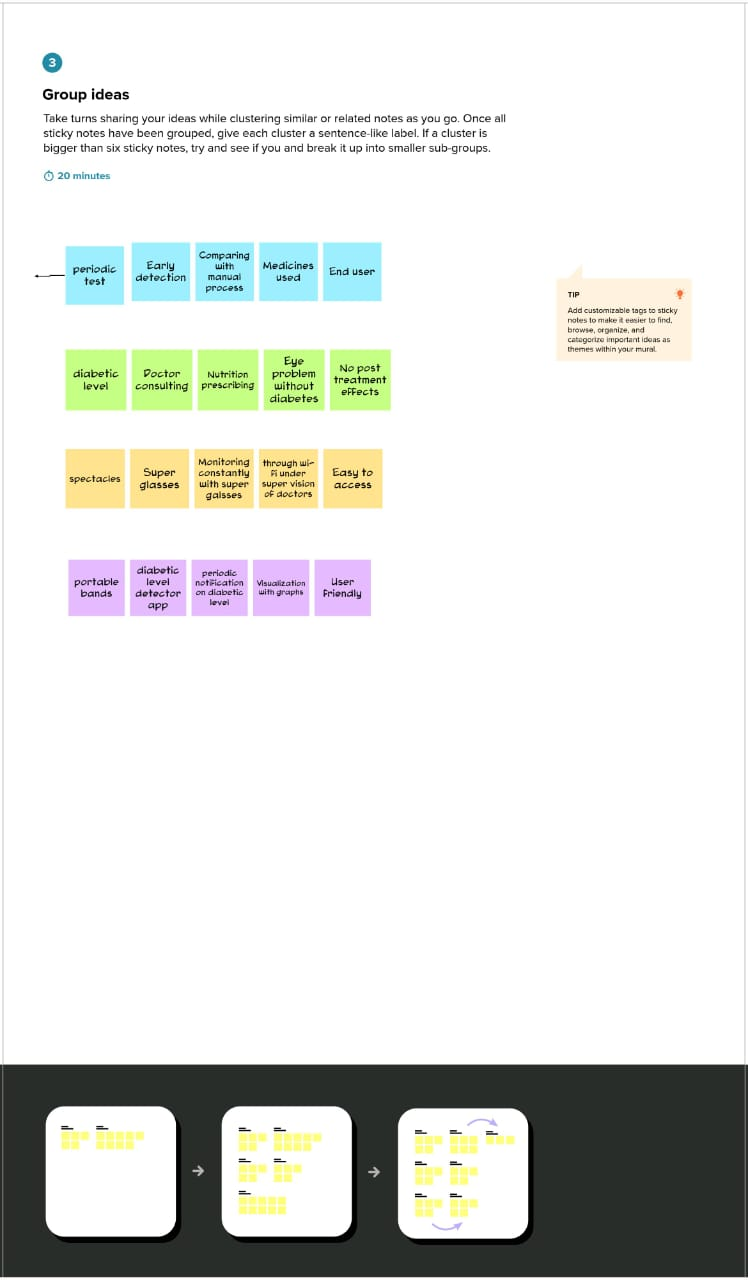 3
Group ideas
Take turns sharing your ideas while clustering similar or related notes as you go. Once all
sticky notes have been grouped, give each cluster a sentence-like label. If a cluster is
bigger than six sticky notes, try and see if you and break it up into smaller sub-groups.
20 minutes
periodic
test
Early
detection
Comparing
with
manual
process
Medicines
used
End user
TIP
Add customizable tags to sticky
notes to make it easier to find,
browse, organize, and
categorize important ideas as
themes within your mural.
diabetic
level
Doctor
consulting
Nutrition
prescribing
Eye
problem
without
diabetes
No post
treatment
effects
spectacles
Super
glasses
Monitoring
constantly
with super
galsses
through wi-
fi under
super vision
of doctors
Easy to
access
portable
bands
diabetic
level
detector
app
periodic
notification
on diabetic
level
Visualization
with graphs
User
friendly